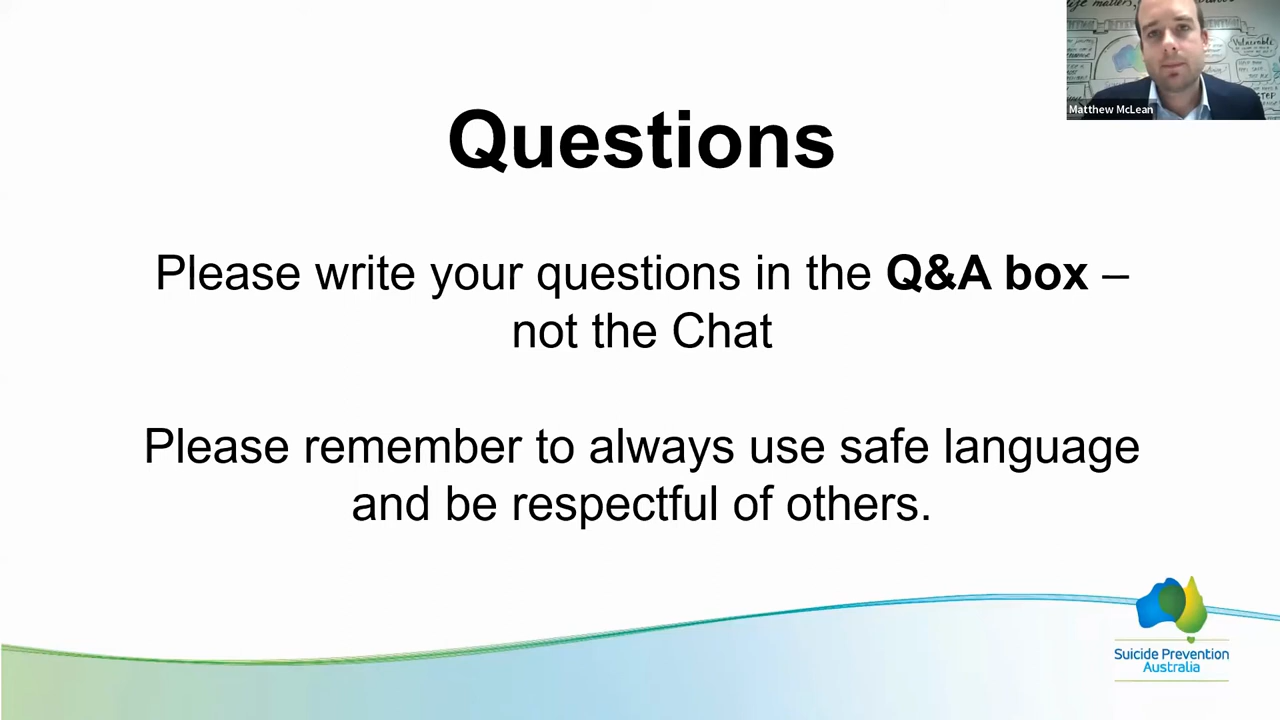 Questions
Please write your questions in the Q&A box –
not the Chat
Please remember to always use safe language
and be respectful of others.
Matthew McLean
Vulnerable
Suicide Prevention
Australia